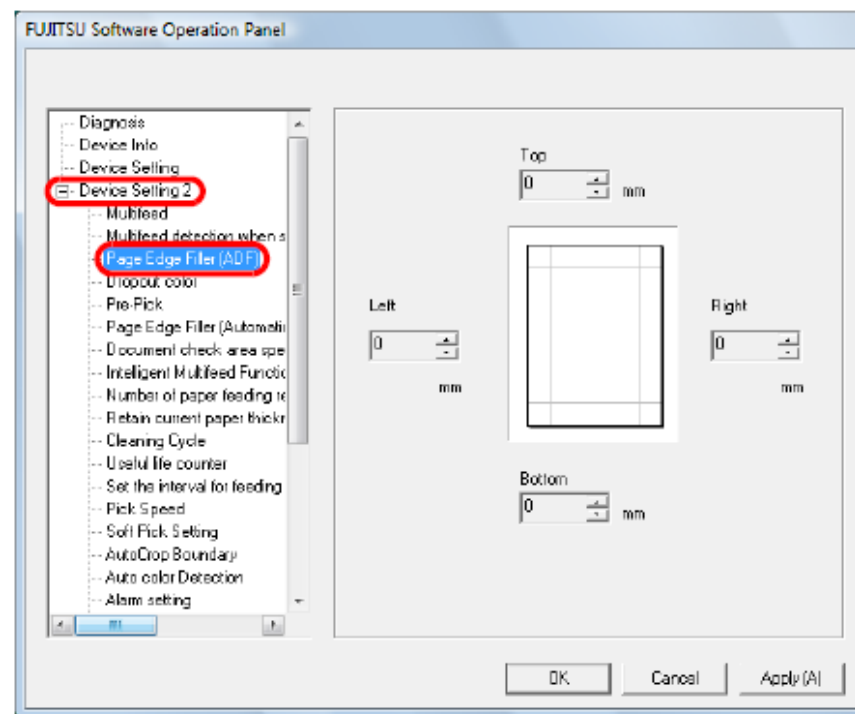 FUJITSU Software Operation Panel
Diagnosis
Device Info
Device Setting
Device Setting 2
Multifeed
Multifeed detection when s
Page Edge Filler (ADF)
Dropout color
Pre-Pick
Page Edge Filler (Automati
Document check area spe
Intelligent Multifeed Functio
Number of paper feeding re
Retain current paper thickr
Cleaning Cycle
Useful life counter
Set the interval for feeding
Pick Speed
Soft Pick Setting
AutoCrop Boundary
Auto color Detection
Alarm setting
Top
0 mm
Left
0
mm
Right
0
mm
Bottom
0 mm
OK Cancel Apply (A)